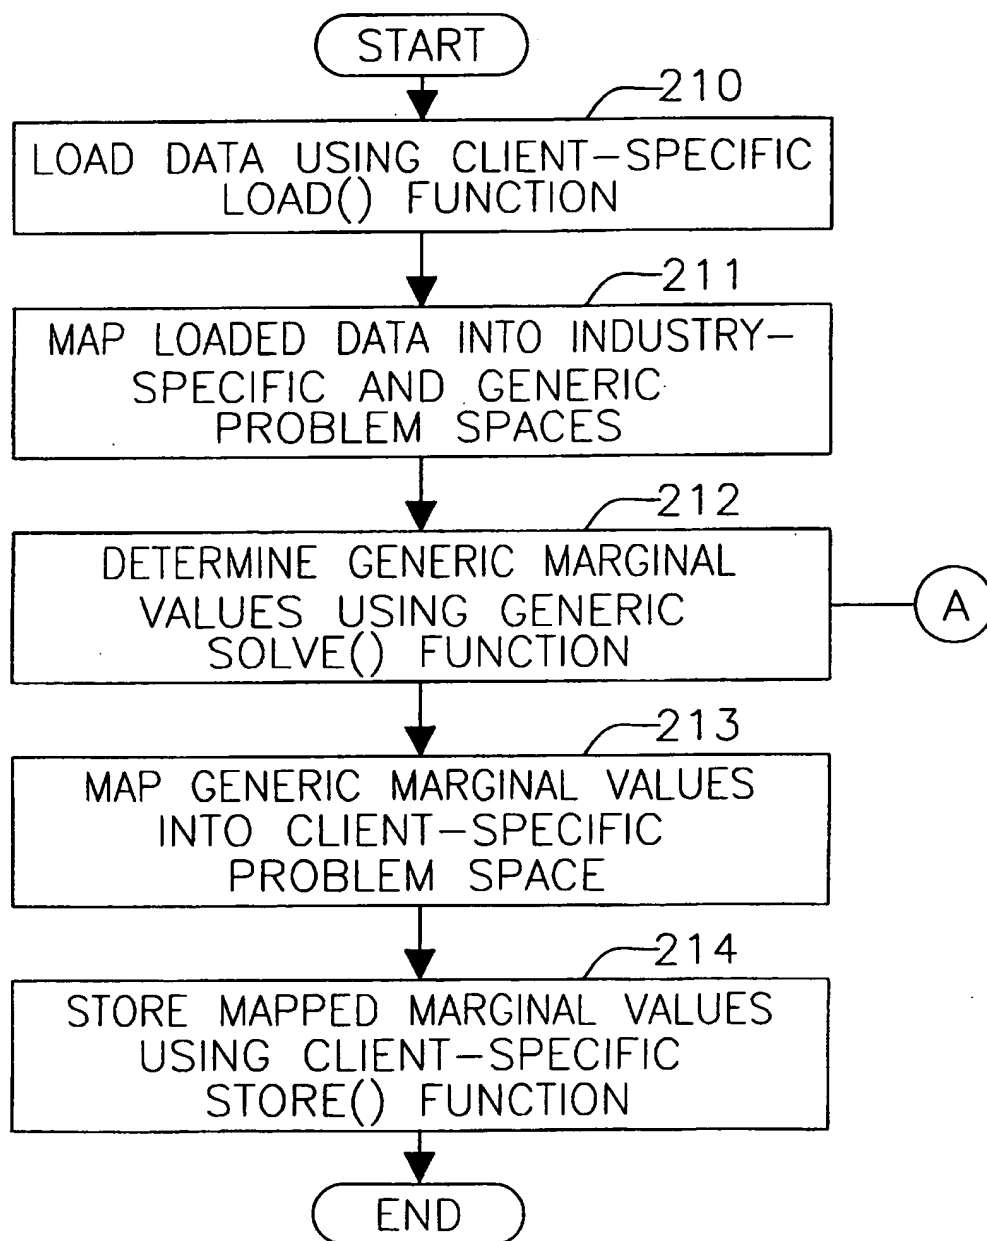 START
210
LOAD DATA USING CLIENT-SPECIFIC
LOAD() FUNCTION
211
MAP LOADED DATA INTO INDUSTRY-
SPECIFIC AND GENERIC
PROBLEM SPACES
212
DETERMINE GENERIC MARGINAL
VALUES USING GENERIC
SOLVE() FUNCTION
A
213
MAP GENERIC MARGINAL VALUES
INTO CLIENT-SPECIFIC
PROBLEM SPACE
214
STORE MAPPED MARGINAL VALUES
USING CLIENT-SPECIFIC
STORE() FUNCTION
END